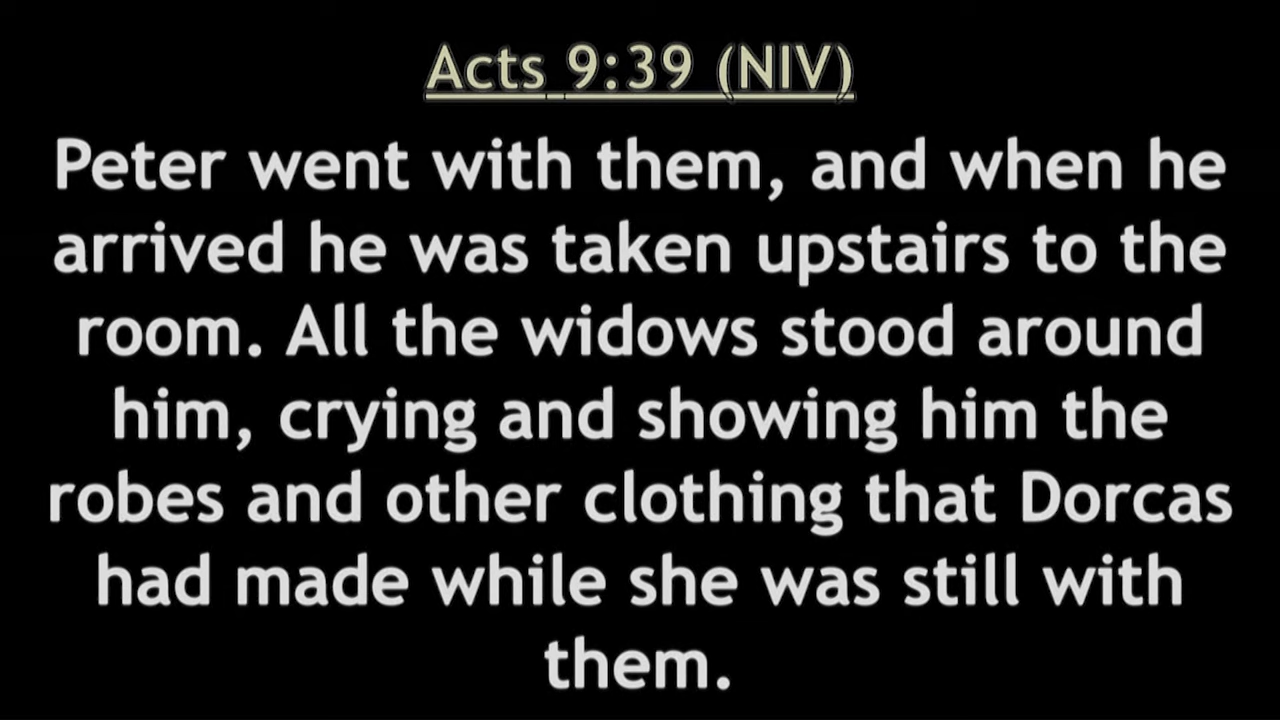 Acts 9:39 (NIV)
Peter went with them, and when he
arrived he was taken upstairs to the
room. All the widows stood around
him, crying and showing him the
robes and other clothing that Dorcas
had made while she was still with
them.